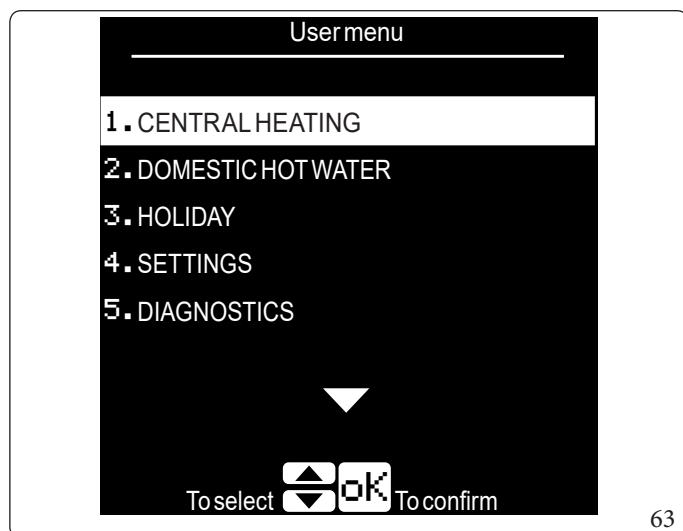 User menu
1. CENTRAL HEATING
2. DOMESTIC HOT WATER
3. HOLIDAY
4. SETTINGS
5. DIAGNOSTICS
To select oK To confirm
63